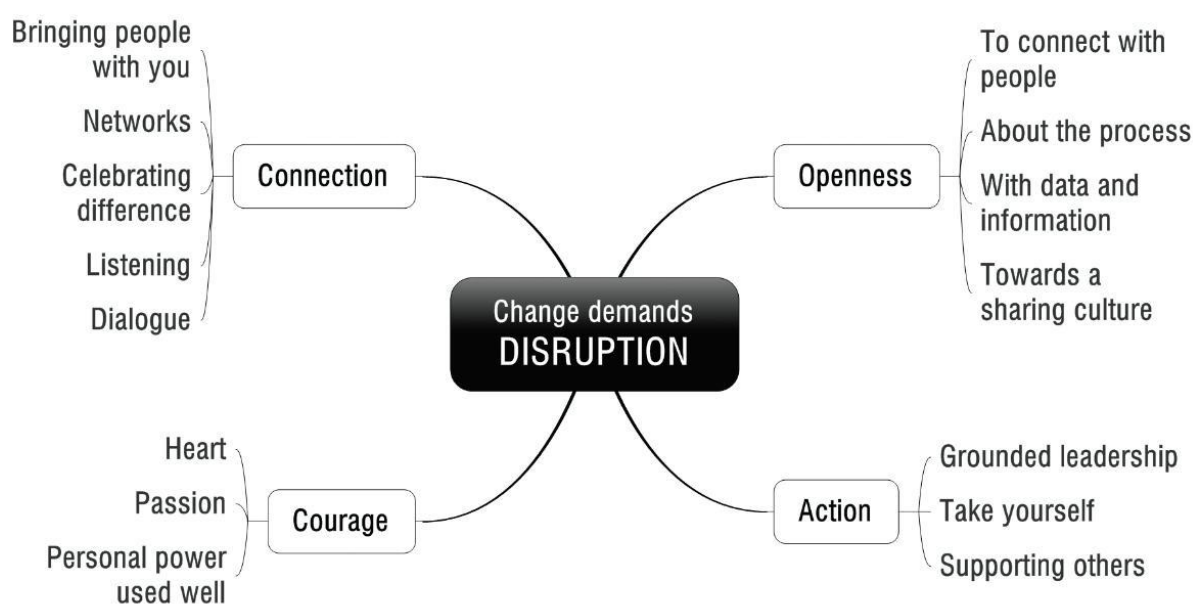 Change demands
DISRUPTION
Connection
Bringing people
with you
Networks
Celebrating
difference
Listening
Dialogue
Openness
To connect with
people
About the process
With data and
information
Towards a
sharing culture
Courage
Heart
Passion
Personal power
used well
Action
Grounded leadership
Take yourself
Supporting others